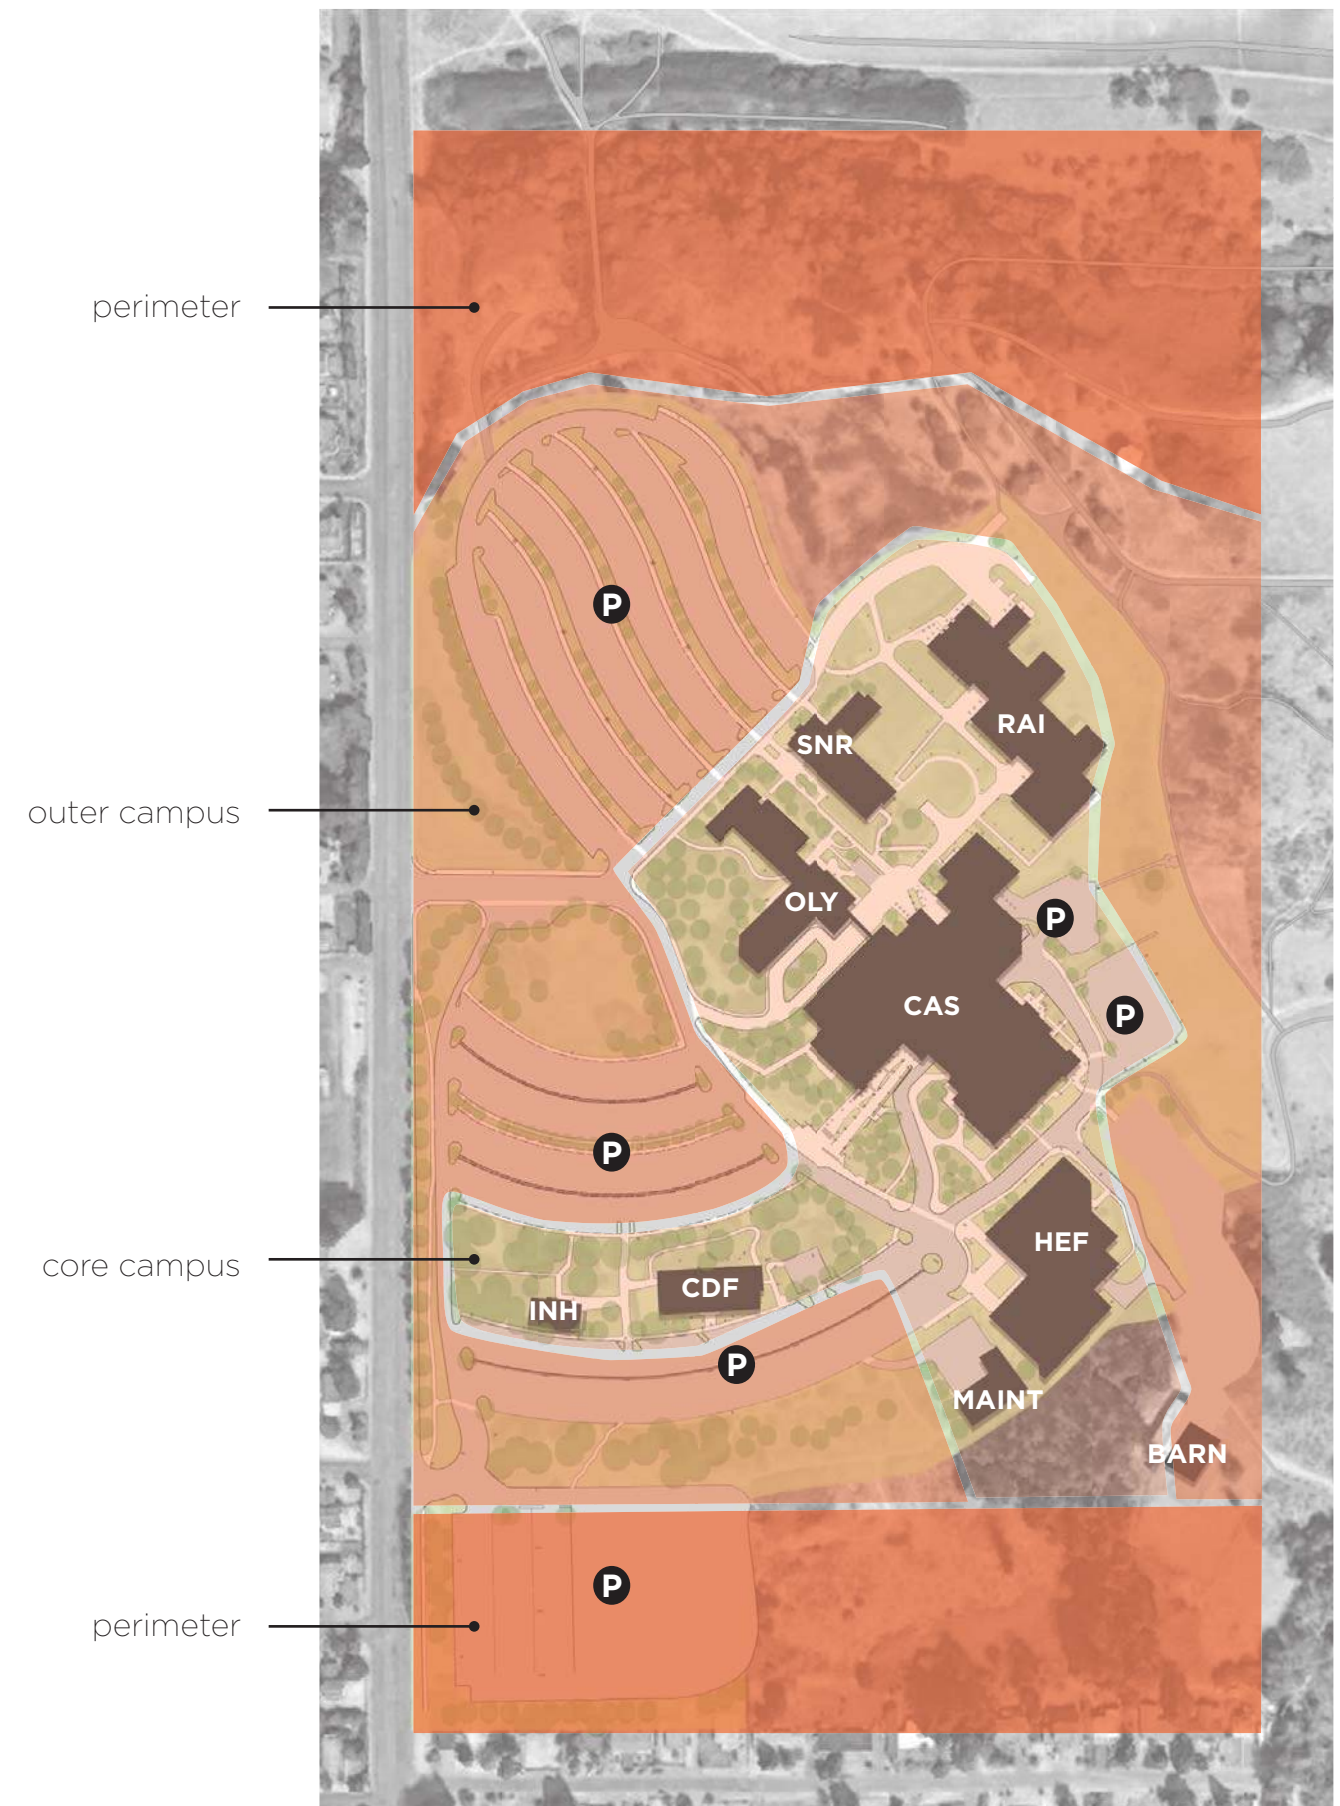 perimeter
P
RAI
SNR
outer campus
OLY
P
CAS
P
P
HEF
core campus
CDF
INH
P
MAINT
BARN
P
perimeter